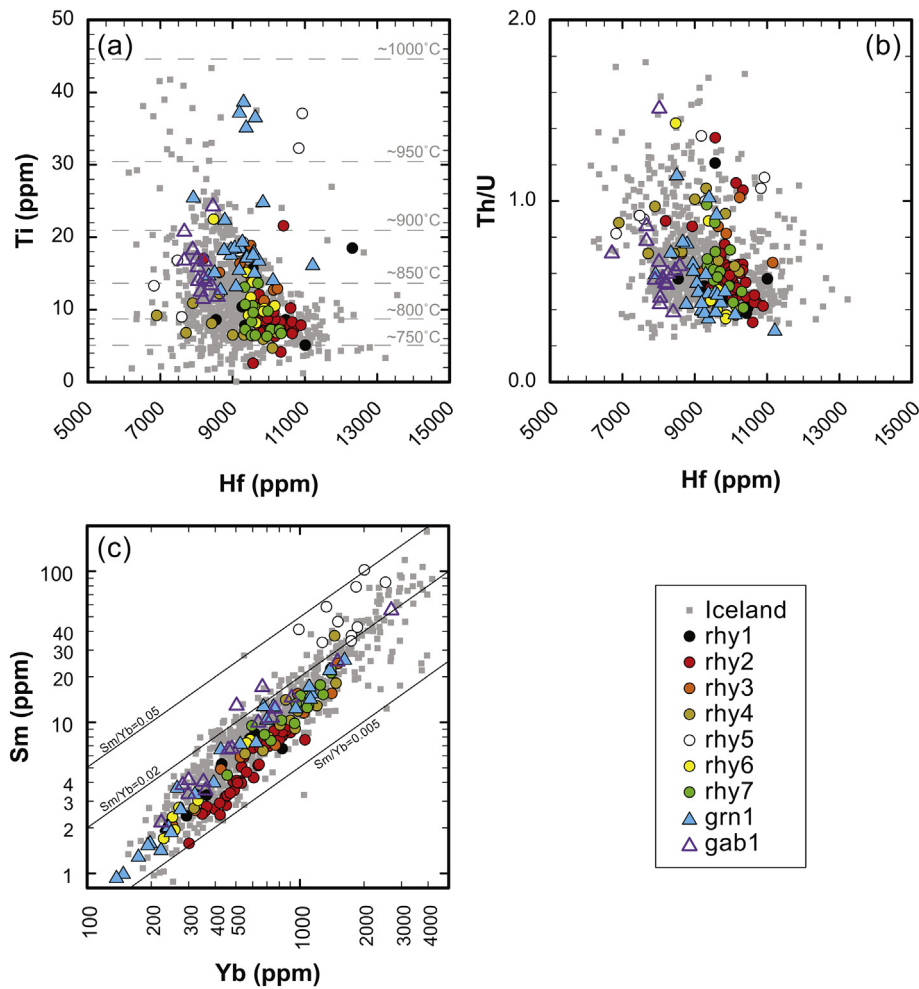 (a)
50
40
30
20
10
0
Ti (ppm)
~1000°C
~950°C
~900°C
~850°C
~800°C
~750°C
5000 7000 9000 11000 13000 15000
Hf (ppm)
(b)
2.0
1.0
0.0
Th/U
5000 7000 9000 11000 13000 15000
Hf (ppm)
(c)
100
40
30
20
10
5
4
3
2
1
Sm (ppm)
Sm/Yb=0.05
Sm/Yb=0.02
Sm/Yb=0.005
100 200 300 400 500 1000 2000 3000 4000
Yb (ppm)
Iceland
rhy1
rhy2
rhy3
rhy4
rhy5
rhy6
rhy7
grn1
gab1